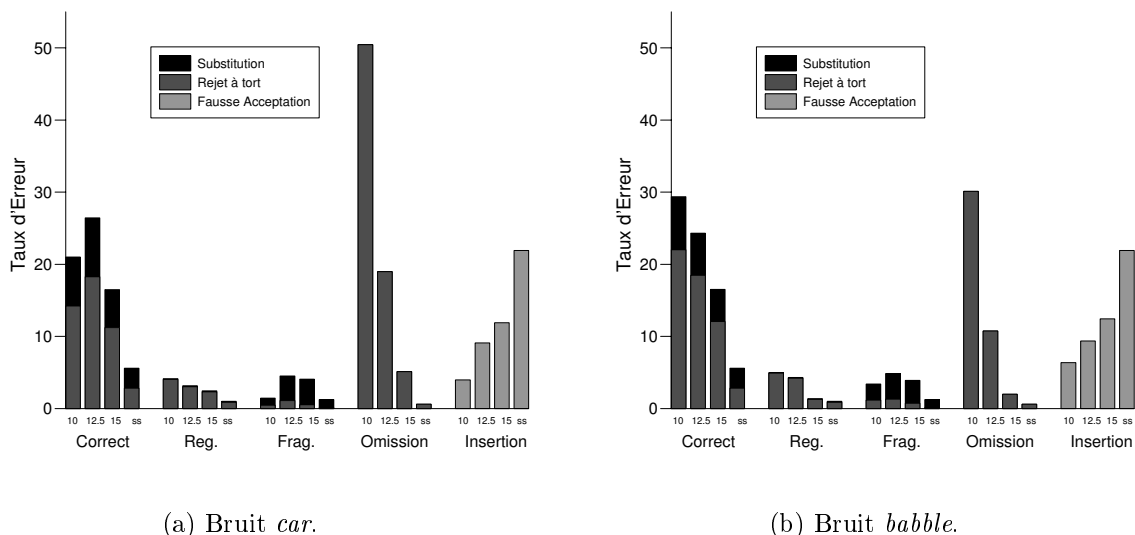 50
40
30
20
10
0
Taux d'Erreur
Substitution
Rejet à tort
Fausse Acceptation
10 12.5 15 ss
10 12.5 15 ss
10 12.5 15 ss
10 12.5 15 ss
10 12.5 15 ss
Correct Reg. Frag. Omission Insertion
(a) Bruit car.
50
40
30
20
10
0
Taux d'Erreur
Substitution
Rejet à tort
Fausse Acceptation
10 12.5 15 ss
10 12.5 15 ss
10 12.5 15 ss
10 12.5 15 ss
10 12.5 15 ss
Correct Reg. Frag. Omission Insertion
(b) Bruit babble.